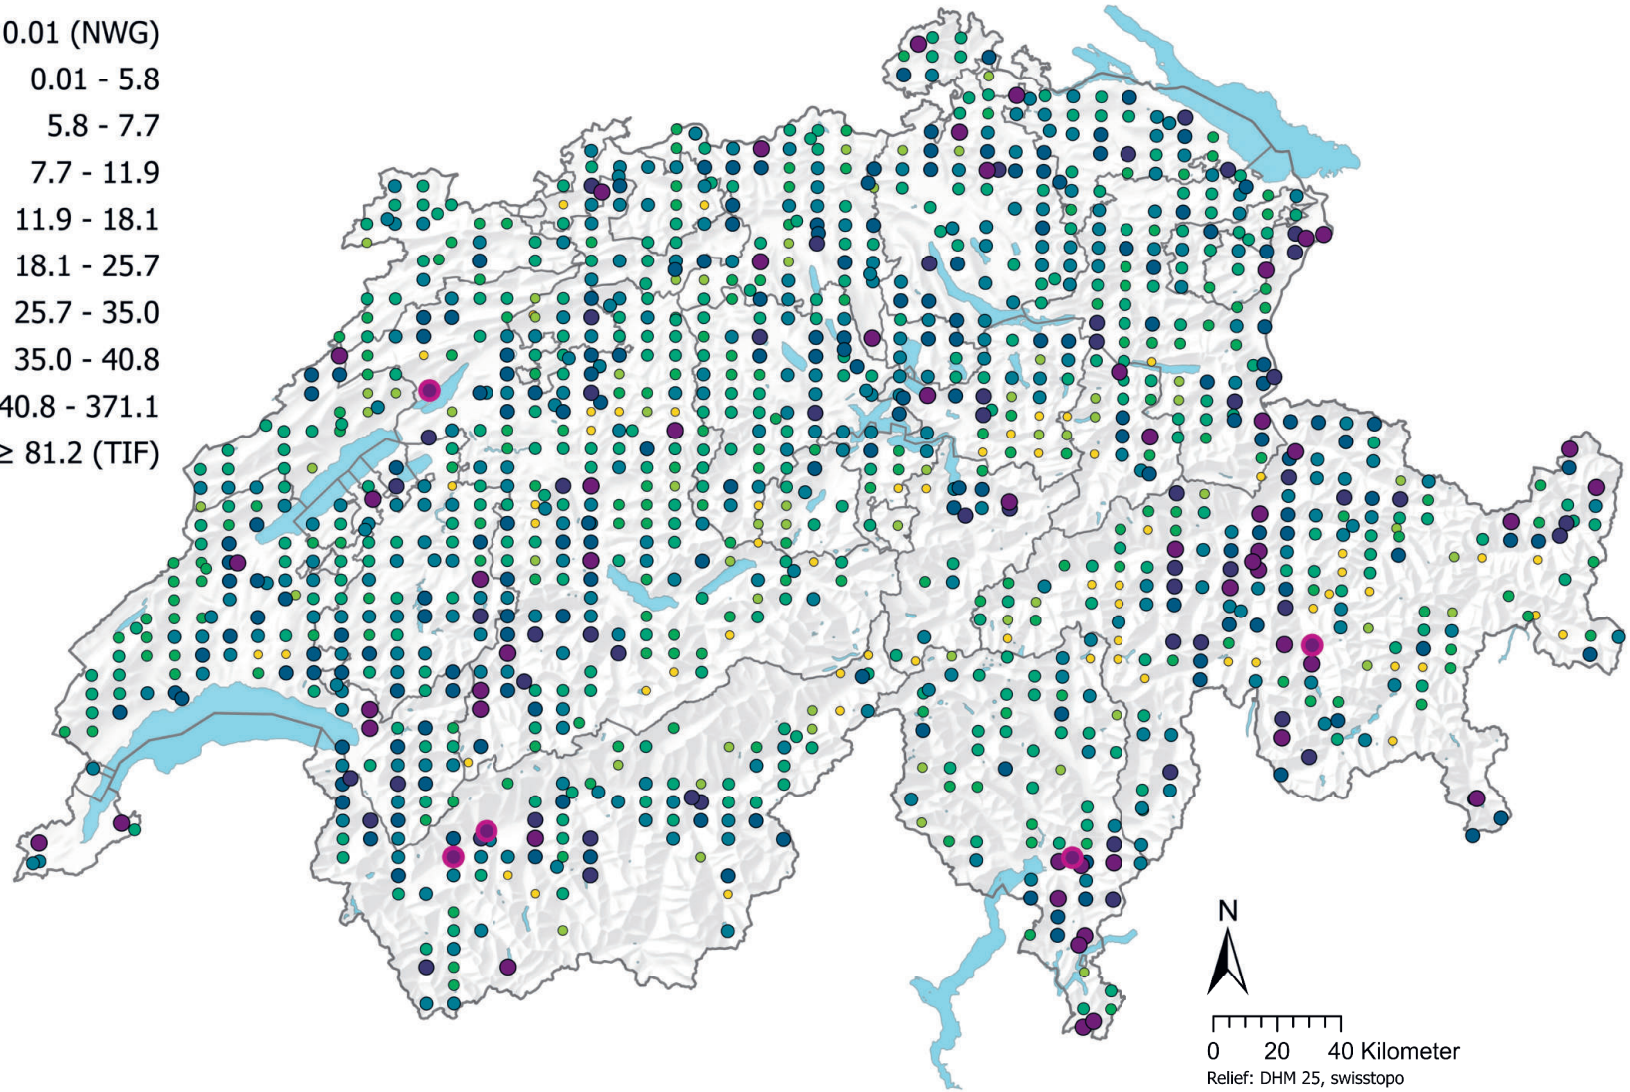 0.01 (NWG)
0.01 - 5.8
5.8 - 7.7
7.7 - 11.9
11.9 - 18.1
18.1 - 25.7
25.7 - 35.0
35.0 - 40.8
40.8 - 371.1
≥ 81.2 (TIF)
N
0 20 40 Kilometer
Relief: DHM 25, swisstopo